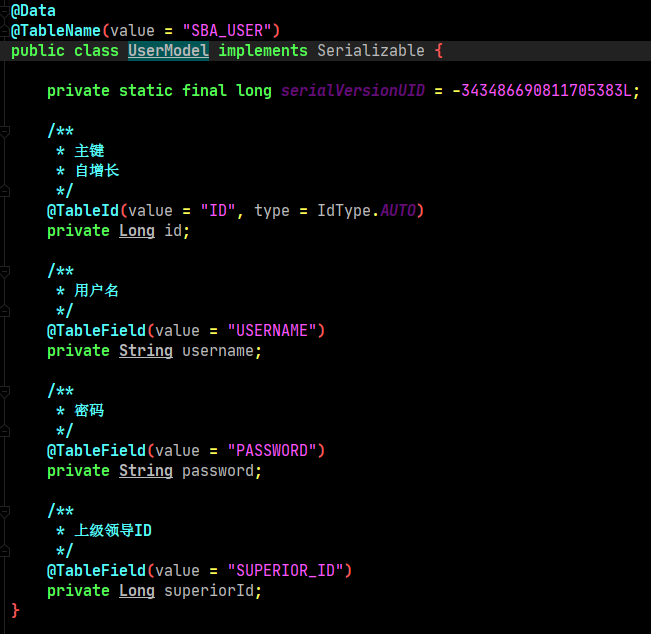 @Data
@TableName(value = "SBA_USER")
public class UserModel implements Serializable {
private static final long serialVersionUID = -3434866908117053​83L;
/**
* 主键
* 自增长
*/
@TableId(value = "ID", type = IdType.AUTO)
private Long id;
/**
* 用户名
*/
@TableField(value = "USERNAME")
private String username;
/**
* 密码
*/
@TableField(value = "PASSWORD")
private String password;
/**
* 上级领导ID
*/
@TableField(value = "SUPERIOR_ID")
private Long superiorId;
}